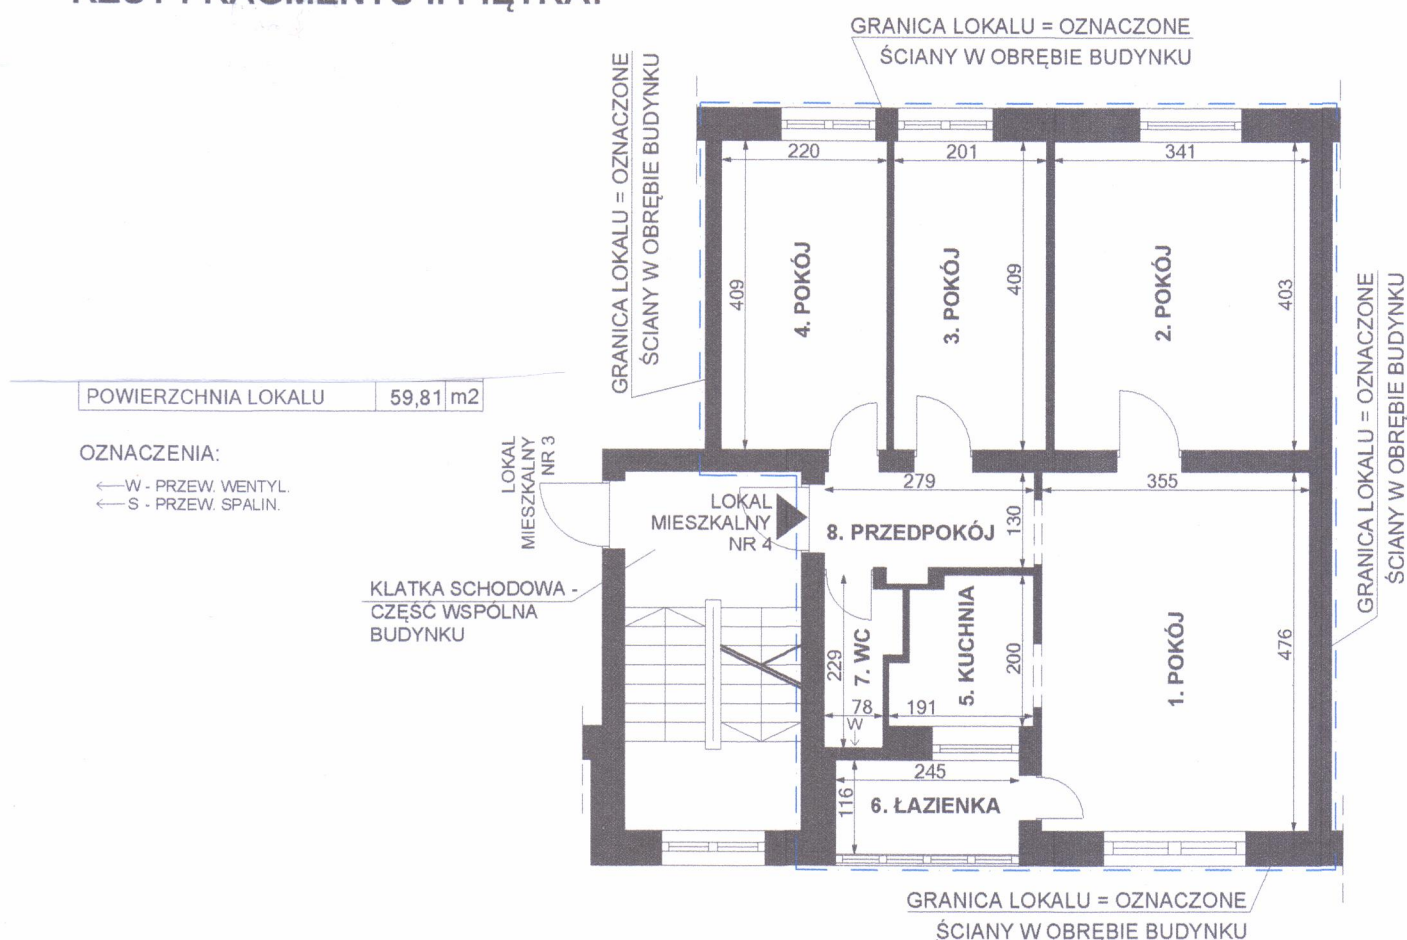 GRANICA LOKALU = OZNACZONE
ŚCIANY W OBRĘBIE BUDYNKU
GRANICA LOKALU = OZNACZONE
ŚCIANY W OBRĘBIE BUDYNKU
220
201
341
409
4. POKÓJ
3. POKÓJ
409
2. POKÓJ
403
GRANICA LOKALU = OZNACZONE
ŚCIANY W OBRĘBIE BUDYNKU
POWIERZCHNIA LOKALU 59,81 m2
OZNACZENIA:
←W - PRZEW. WENTYL.
←S - PRZEW. SPALIN.
LOKAL
MIESZKALNY
NR 3
LOKAL
MIESZKALNY
NR 4
279
355
8. PRZEDPOKÓJ
130
KLATKA SCHODOWA -
CZĘŚĆ WSPÓLNA
BUDYNKU
229
7. WC
5. KUCHNIA
200
1. POKÓJ
476
78
191
W
245
116
6. ŁAZIENKA
GRANICA LOKALU = OZNACZONE
ŚCIANY W OBRĘBIE BUDYNKU